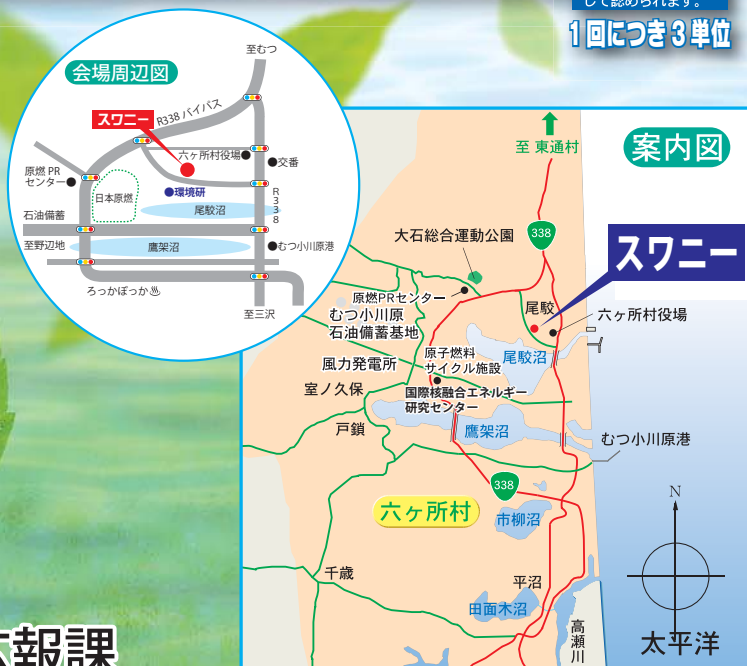 して認められます。
1回につき3単位
会場周辺図
至むつ
スワニー
R338 バイパス
六ヶ所村役場
交番
原燃 PR
センター
環境研
日本原燃
尾駮沼
R338
石油備蓄
至野辺地
鷹架沼
むつ小川原港
ろっかぽっか♨
至三沢
案内図
至 東通村
338
大石総合運動公園
スワニー
原燃PRセンター
尾駮
六ヶ所村役場
むつ小川原
石油備蓄基地
原子燃料
サイクル施設
尾駮沼
風力発電所
室ノ久保
国際核融合エネルギー
研究センター
戸鎖
鷹架沼
むつ小川原港
338
六ヶ所村
市柳沼
N
千歳
平沼
田面木沼
高瀬川
太平洋
報課